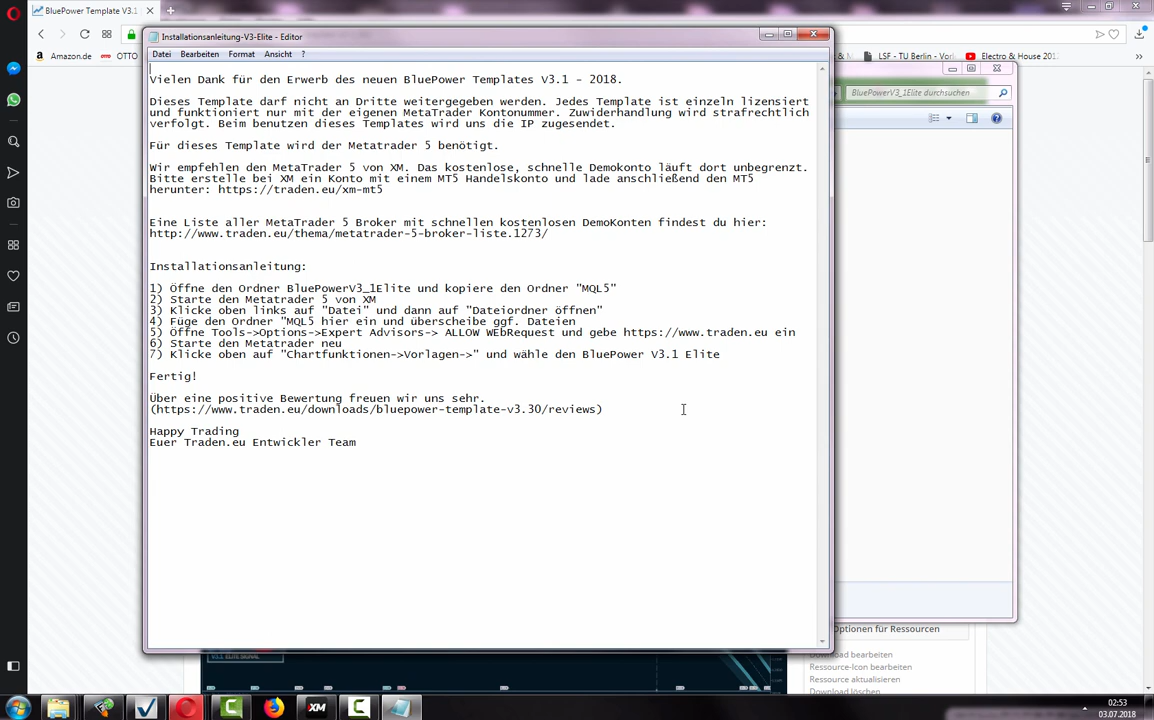 BluePower Template V3.1
Amazon.de
OTTO
LSF - TU Berlin - Vor
Electro & House 201
»
Installationsanleitung-V3-Elite - Editor
Datei Bearbeiten Format Ansicht ?
Vielen Dank für den Erwerb des neuen BluePower Templates V3.1 - 2018.
Dieses Template darf nicht an Dritte weitergegeben werden. Jedes Template ist einzeln lizensiert
und funktioniert nur mit der eigenen MetaTrader Kontonummer. Zuwiderhandlung wird strafrechtlich
verfolgt. Beim benutzen dieses Templates wird uns die IP zugesendet.
Für dieses Template wird der Metatrader 5 benötigt.
Wir empfehlen den MetaTrader 5 von XM. Das kostenlose, schnelle Demokonto läuft dort unbegrenzt.
Bitte erstelle bei XM ein Konto mit einem MT5 Handelskonto und lade anschließend den MT5
herunter: https://traden.eu/xm-mt5
Eine Liste aller MetaTrader 5 Broker mit schnellen kostenlosen DemoKonten findest du hier:
http://www.traden.eu/thema/metatrader-5-broker-liste.1273/
Installationsanleitung:
1) Öffne den Ordner BluePowerV3_1Elite und kopiere den Ordner "MQL5"
2) Starte den Metatrader 5 von XM
3) Klicke oben links auf "Datei" und dann auf "Dateiordner öffnen"
4) Füge den Ordner "MQL5 hier ein und überscheibe ggf. Dateien
5) Öffne Tools->Options->Expert Advisors-> ALLOW WEbRequest und gebe https://www.traden.eu ein
6) Starte den Metatrader neu
7) Klicke oben auf "Chartfunktionen->Vorlagen->" und wähle den BluePower V3.1 Elite
Fertig!
Über eine positive Bewertung freuen wir uns sehr.
(https://www.traden.eu/downloads/bluepower-template-v3.30/reviews)
Happy Trading
Euer Traden.eu Entwickler Team
BluePowerV3_1Elite durchsuchen
Optionen für Ressourcen
Download bearbeiten
Ressource-Icon bearbeiten
Download aktualisieren
Download löschen
V3.1 ELITE SIGNAL
XM
02:53
03.07.2018